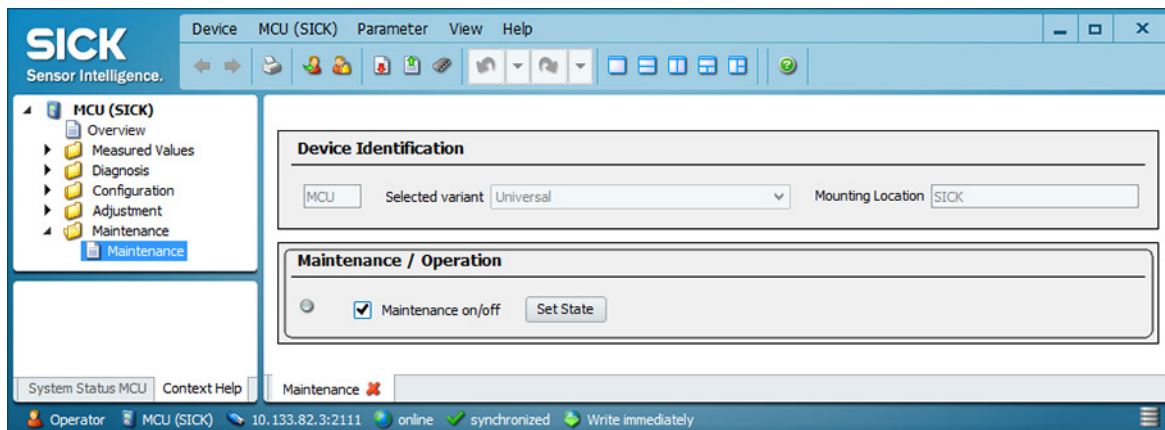 SICK
Sensor Intelligence.
Device MCU (SICK) Parameter View Help
MCU (SICK)
Overview
Measured Values
Diagnosis
Configuration
Adjustment
Maintenance
Maintenance
System Status MCU Context Help
Device Identification
MCU Selected variant Universal Mounting Location SICK
Maintenance / Operation
Maintenance on/off Set State
Maintenance
Operator MCU (SICK) 10.133.82.3:2111 online synchronized Write immediately